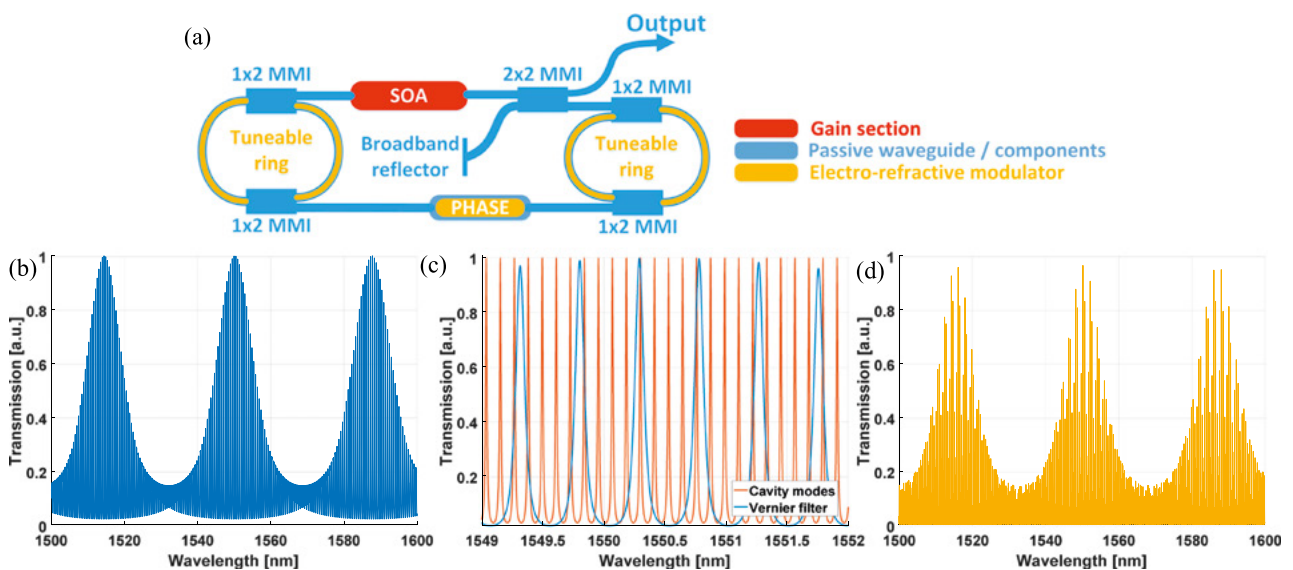 (a)
Output
1x2 MMI
2x2 MMI
1x2 MMI
SOA
Tuneable
ring
Broadband
reflector
Tuneable
ring
PHASE
1x2 MMI
1x2 MMI
Gain section
Passive waveguide / components
Electro-refractive modulator
(b)
Transmission [a.u.]
1
0.8
0.6
0.4
0.2
0
1500
1520
1540
1560
1580
1600
Wavelength [nm]
(c)
Transmission [a.u.]
1
0.8
0.6
0.4
0.2
0
1549
1549.5
1550
1550.5
1551
1551.5
1552
Wavelength [nm]
Cavity modes
Vernier filter
(d)
Transmission [a.u.]
1
0.8
0.6
0.4
0.2
0
1500
1520
1540
1560
1580
1600
Wavelength [nm]